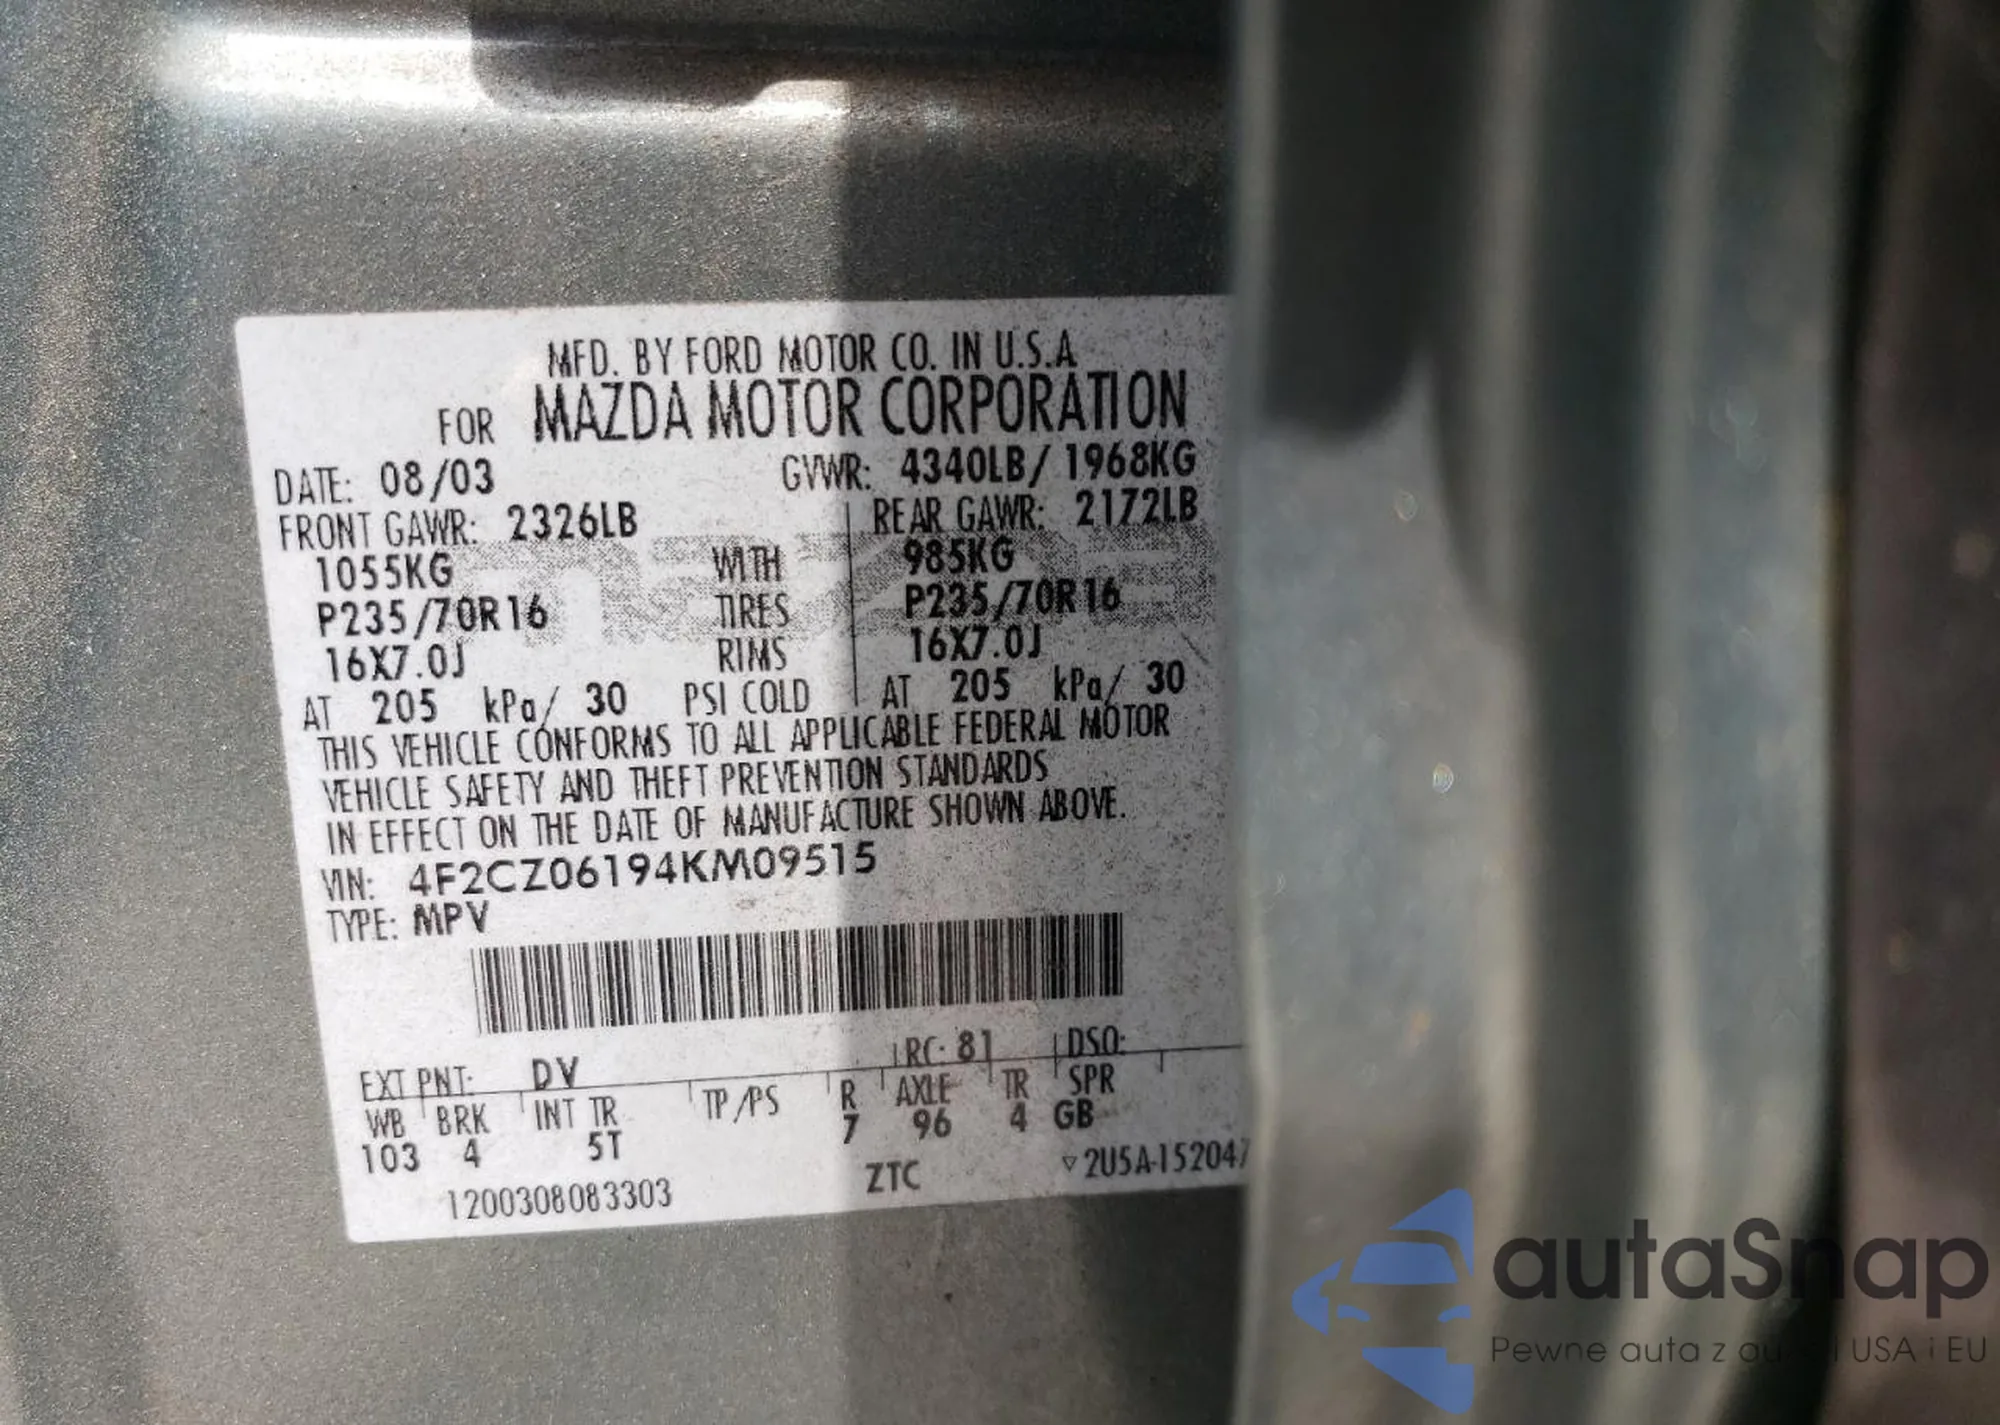 MFD. BY FORD MOTOR CO. IN U.S.A
FOR MAZDA MOTOR CORPORATION
DATE: 08/03 GVWR: 4340LB/ 1968KG
FRONT GAWR: 2326LB REAR GAWR: 2172LB
1055KG WITH 985KG
P235/70R16 TIRES P235/70R16
16X7.0J RIMS 16X7.0J
AT 205 kPa/ 30 PSI COLD AT 205 kPa/ 30
THIS VEHICLE CONFORMS TO ALL APPLICABLE FEDERAL MOTOR
VEHICLE SAFETY AND THEFT PREVENTION STANDARDS
IN EFFECT ON THE DATE OF MANUFACTURE SHOWN ABOVE.
VIN: 4F2CZ06194KM09515
TYPE: MPV
EXT PNT: DV RC: 81 DSO:
WB BRK INT TR TP/PS R AXLE TR SPR
103 4 5T 7 96 4 GB
1200308083303 ZTC ▽2U5A-152047
autaSnap
Pewne auta z USA i EU